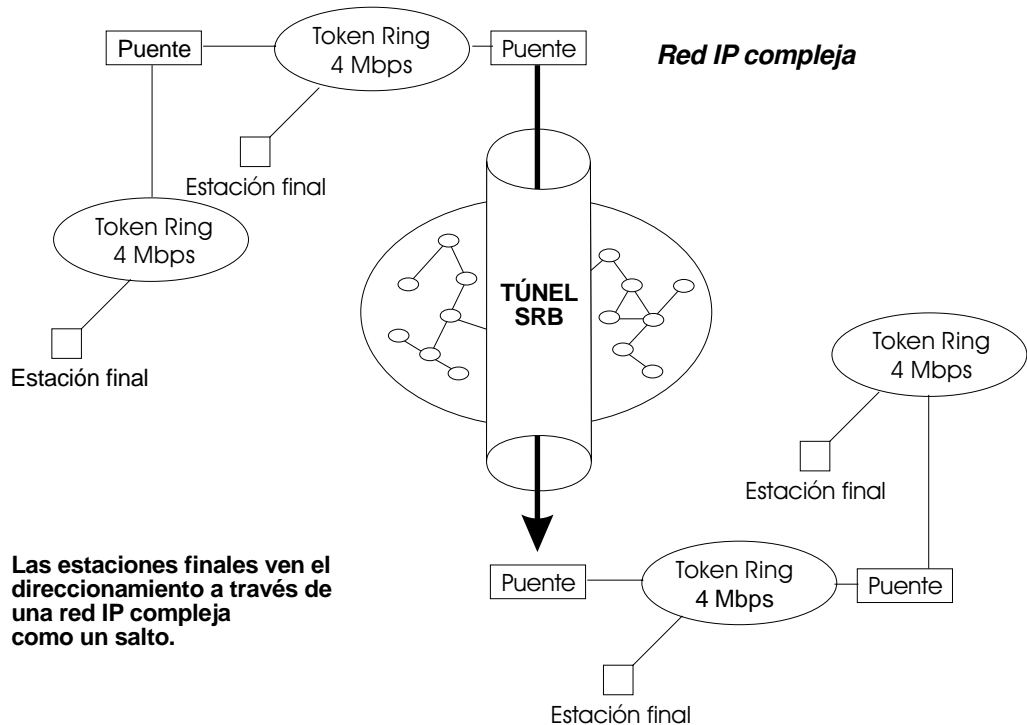 Puente
Token Ring
4 Mbps
Puente
Red IP compleja
Estación final
Token Ring
4 Mbps
Estación final
TÚNEL
SRB
Token Ring
4 Mbps
Estación final
Las estaciones finales ven el
direccionamiento a través de
una red IP compleja
como un salto.
Puente
Token Ring
4 Mbps
Puente
Estación final